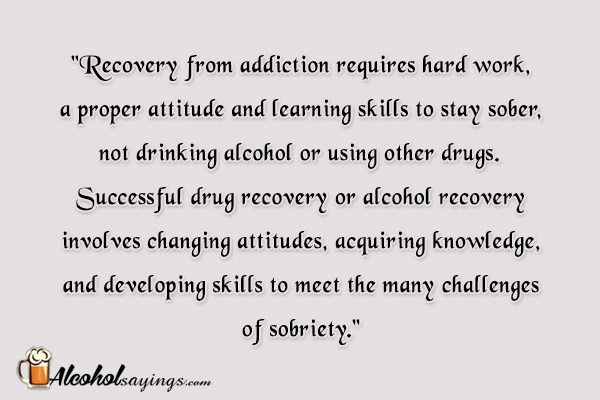 "Recovery from addiction requires hard work,
a proper attitude and learning skills to stay sober,
not drinking alcohol or using other drugs.
Successful drug recovery or alcohol recovery
involves changing attitudes, acquiring knowledge,
and developing skills to meet the many challenges
of sobriety."
Alcoholsayings.com